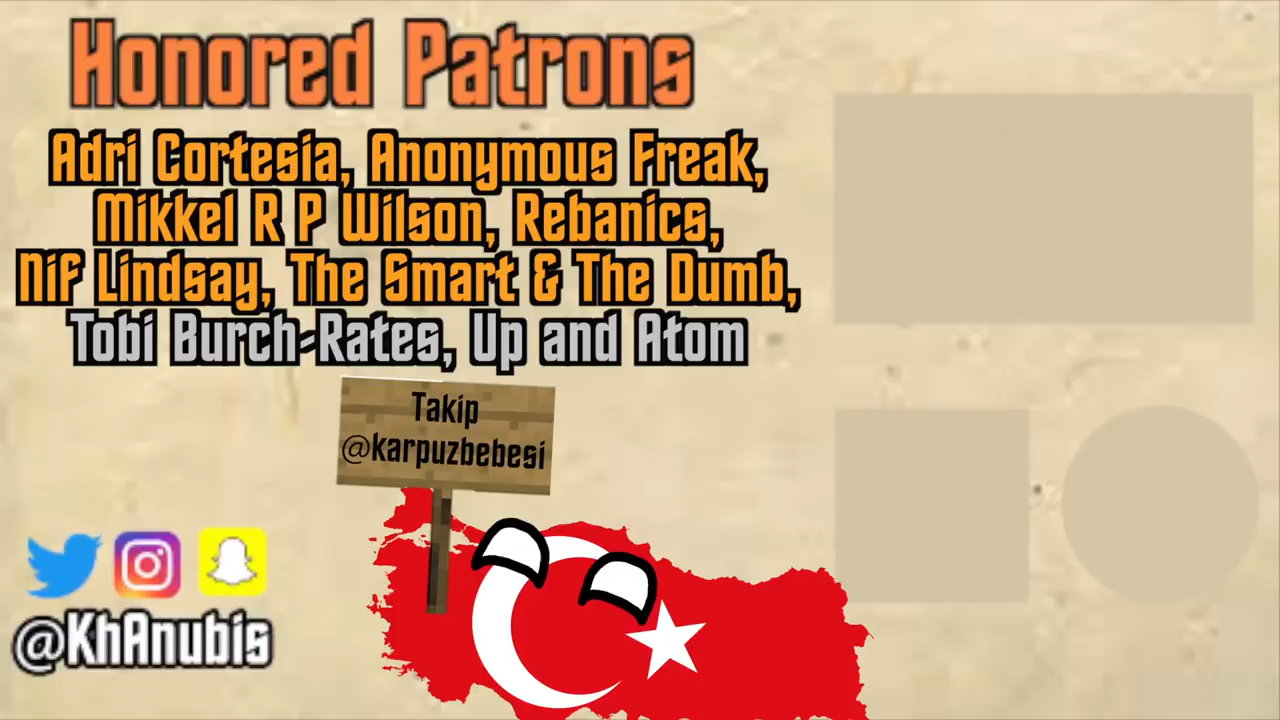 Honored Patrons
Adri Cortesia, Anonymous Freak,
Mikkel R P Wilson, Rebanics,
Nif Lindsay, The Smart & The Dumb,
Tobi Burch-Rates, Up and Atom
Takip
@karpuzbebesi
@KhAnubis